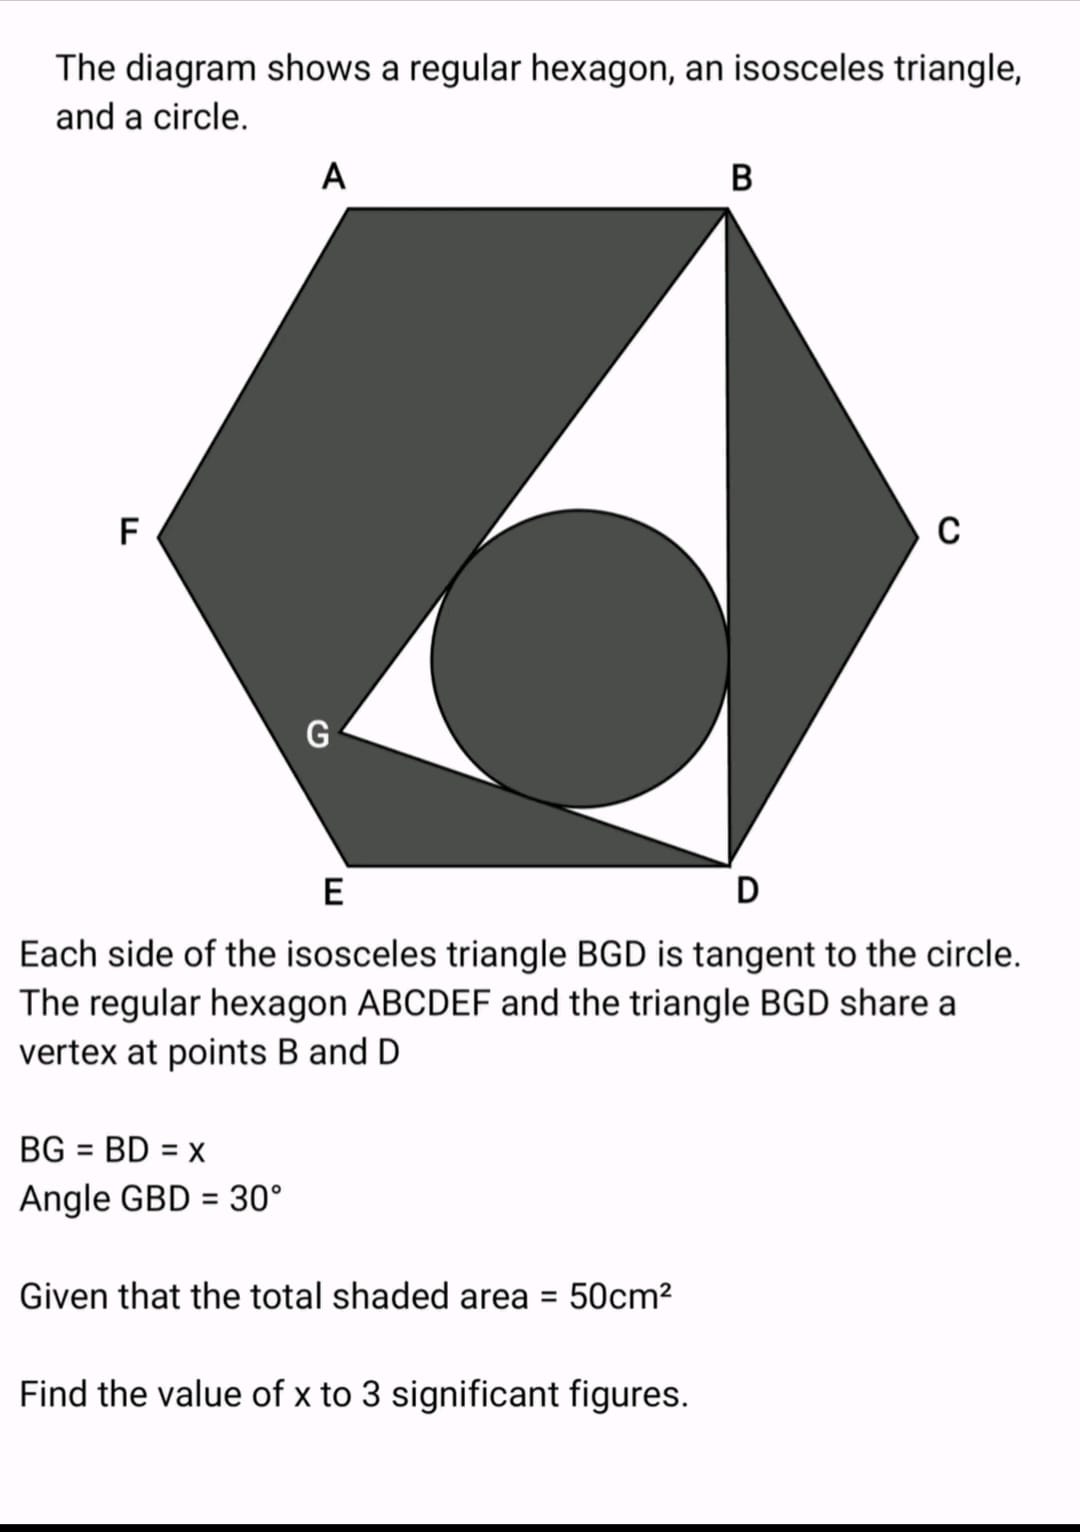 The diagram shows a regular hexagon, an isosceles triangle,
and a circle.
A
B
F
C
G
E
D
Each side of the isosceles triangle BGD is tangent to the circle.
The regular hexagon ABCDEF and the triangle BGD share a
vertex at points B and D
BG = BD = x
Angle GBD = 30°
Given that the total shaded area = 50cm²
Find the value of x to 3 significant figures.